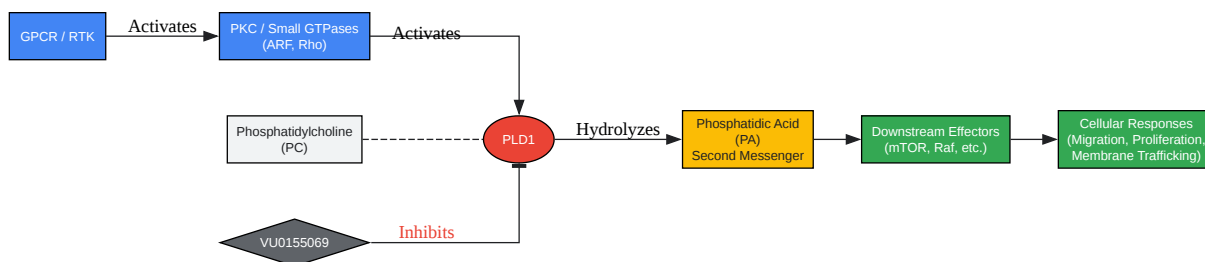 GPCR / RTK
Activates
PKC / Small GTPases
(ARF, Rho)
Activates
Phosphatidylcholine
(PC)
PLD1
Hydrolyzes
Phosphatidic Acid
(PA)
Second Messenger
Downstream Effectors
(mTOR, Raf, etc.)
Cellular Responses
(Migration, Proliferation,
Membrane Trafficking)
VU0155069
Inhibits